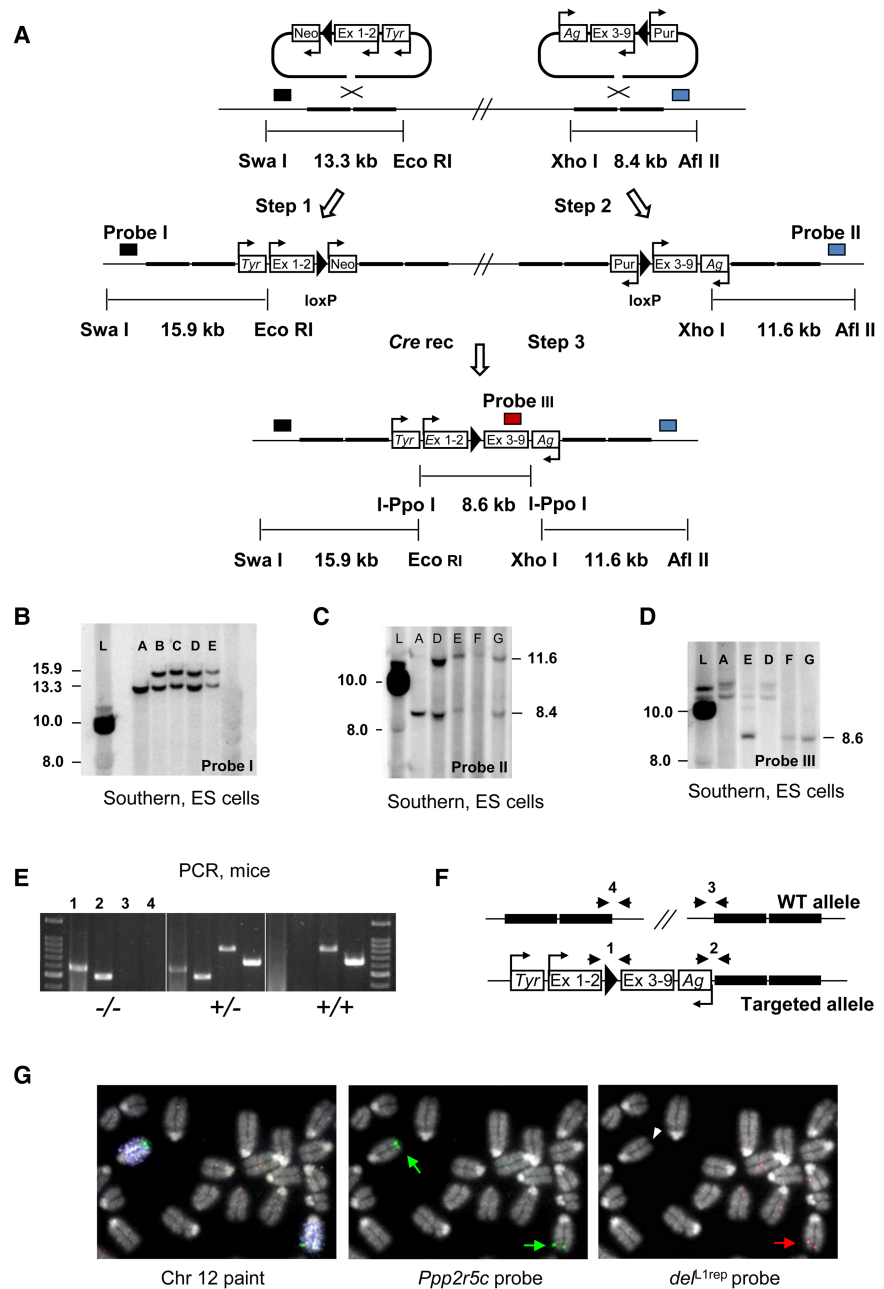 A
Neo Ex 1-2 Tyr Ag Ex 3-9 Pur
Swa I 13.3 kb Eco RI Xho I 8.4 kb Afl II
Step 1 Step 2
Probe I Probe II
Tyr Ex 1-2 Neo Pur Ex 3-9 Ag
loxP loxP
Swa I 15.9 kb Eco RI Xho I 11.6 kb Afl II
Cre rec Step 3
Probe III
Tyr Ex 1-2 Ex 3-9 Ag
I-Ppo I 8.6 kb I-Ppo I
Swa I 15.9 kb Eco RI Xho I 11.6 kb Afl II
B
L A B C D E
15.9
13.3
10.0
8.0
Probe I
Southern, ES cells
C
L A D E F G
11.6
10.0
8.4
8.0
Probe II
Southern, ES cells
D
L A E D F G
10.0
8.6
8.0
Probe III
Southern, ES cells
E
PCR, mice
1 2 3 4
-/- +/- +/+
F
4 3 WT allele
1 2
Tyr Ex 1-2 Ex 3-9 Ag
Targeted allele
G
Chr 12 paint Ppp2r5c probe delL1rep probe